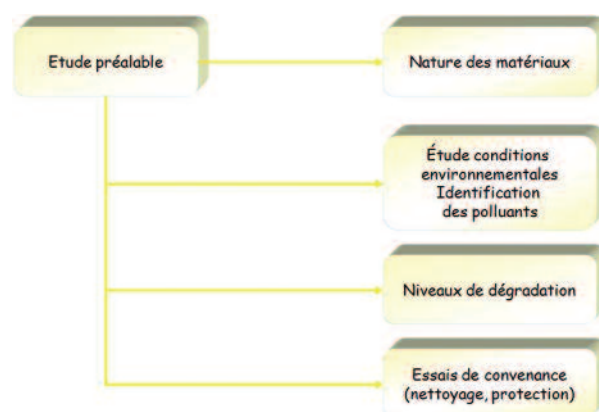 Etude préalable
Nature des matériaux
Étude conditions
environnementales
Identification
des polluants
Niveaux de dégradation
Essais de convenance
(nettoyage, protection)